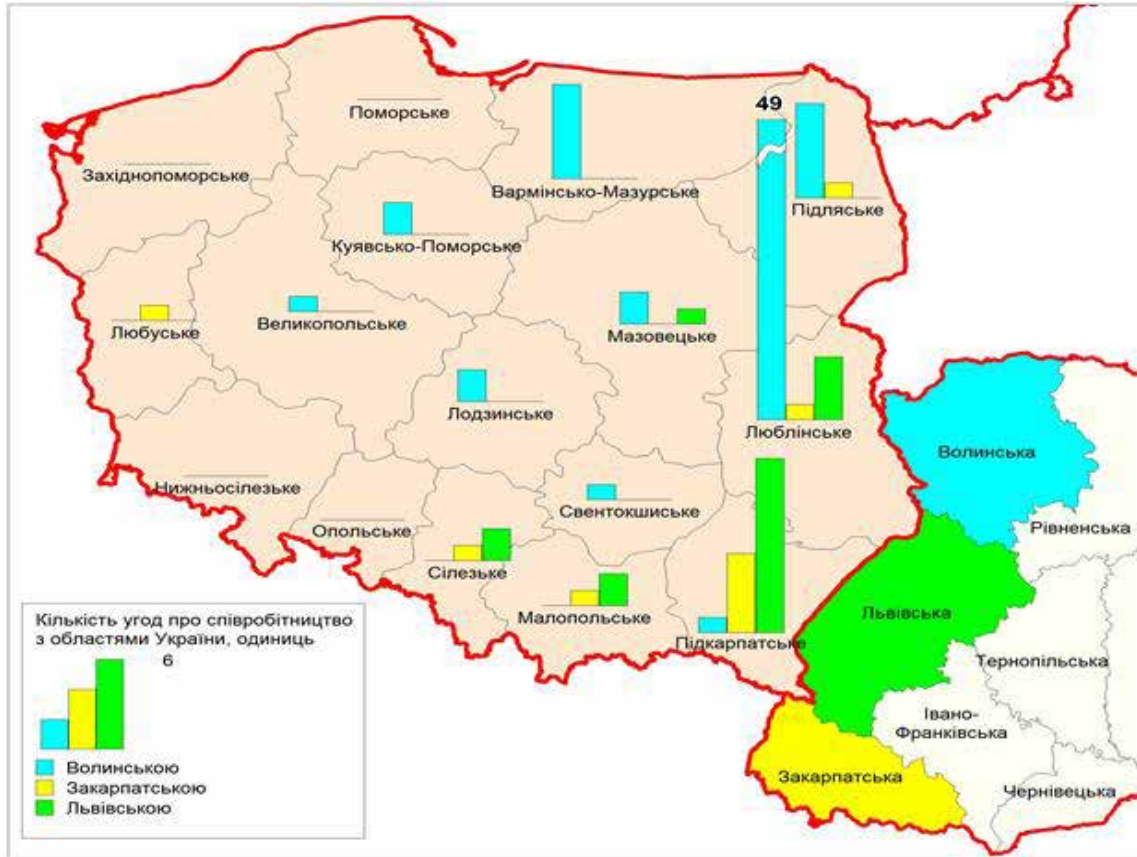 Поморське
49
Західнопоморське
Вармінсько-Мазурське
Підляське
Куявсько-Поморське
Любуське
Великопольське
Мазовецьке
Лодзинське
Люблінське
Волинська
Нижньосілезьке
Свентокшиське
Опольське
Рівненська
Сілезьке
Малопольське
Підкарпатське
Львівська
Тернопільська
Івано-
Франківська
Закарпатська
Чернівецька
Кількість угод про співробітництво
з областями України, одиниць
6
Волинською
Закарпатською
Львівською